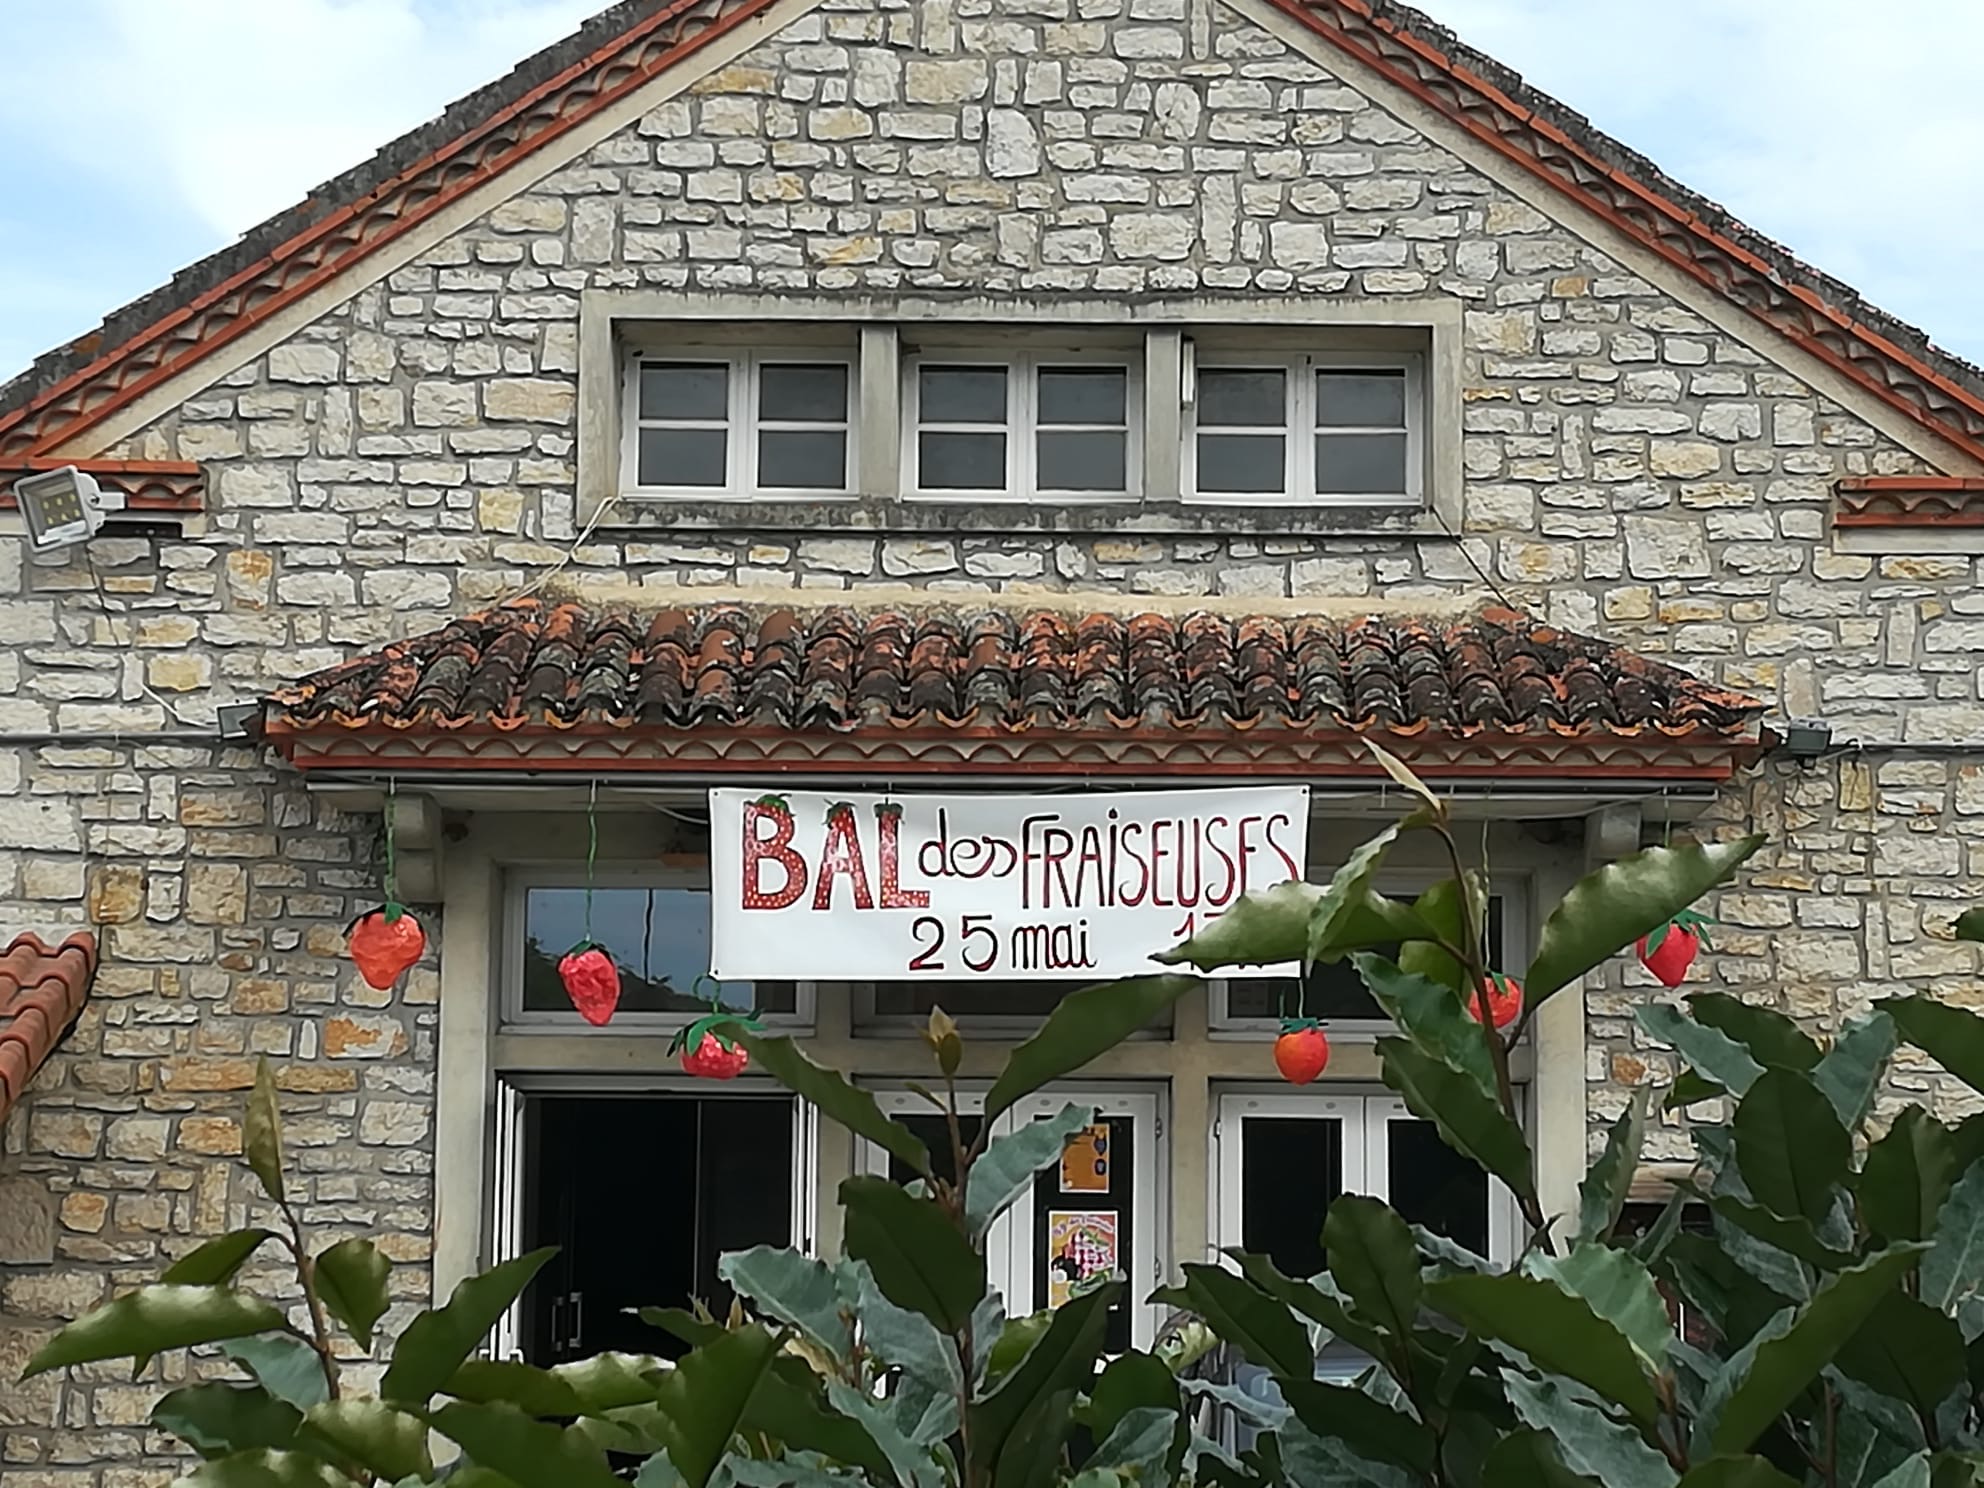 BAL des FRAISEUSES
25 mai